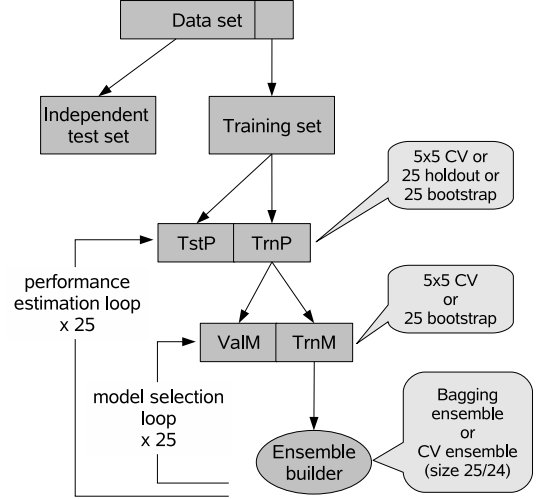 Data set
Independent
test set
Training set
5x5 CV or
25 holdout or
25 bootstrap
TstP
TrnP
performance
estimation loop
x 25
5x5 CV
or
25 bootstrap
ValM
TrnM
model selection
loop
x 25
Bagging
ensemble
or
CV ensemble
(size 25/24)
Ensemble
builder